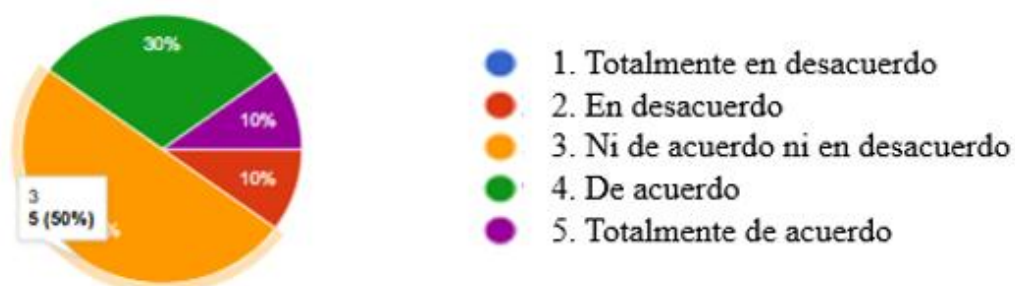 30%
10%
10%
3
5 (50%)
%
1. Totalmente en desacuerdo
2. En desacuerdo
3. Ni de acuerdo ni en desacuerdo
4. De acuerdo
5. Totalmente de acuerdo